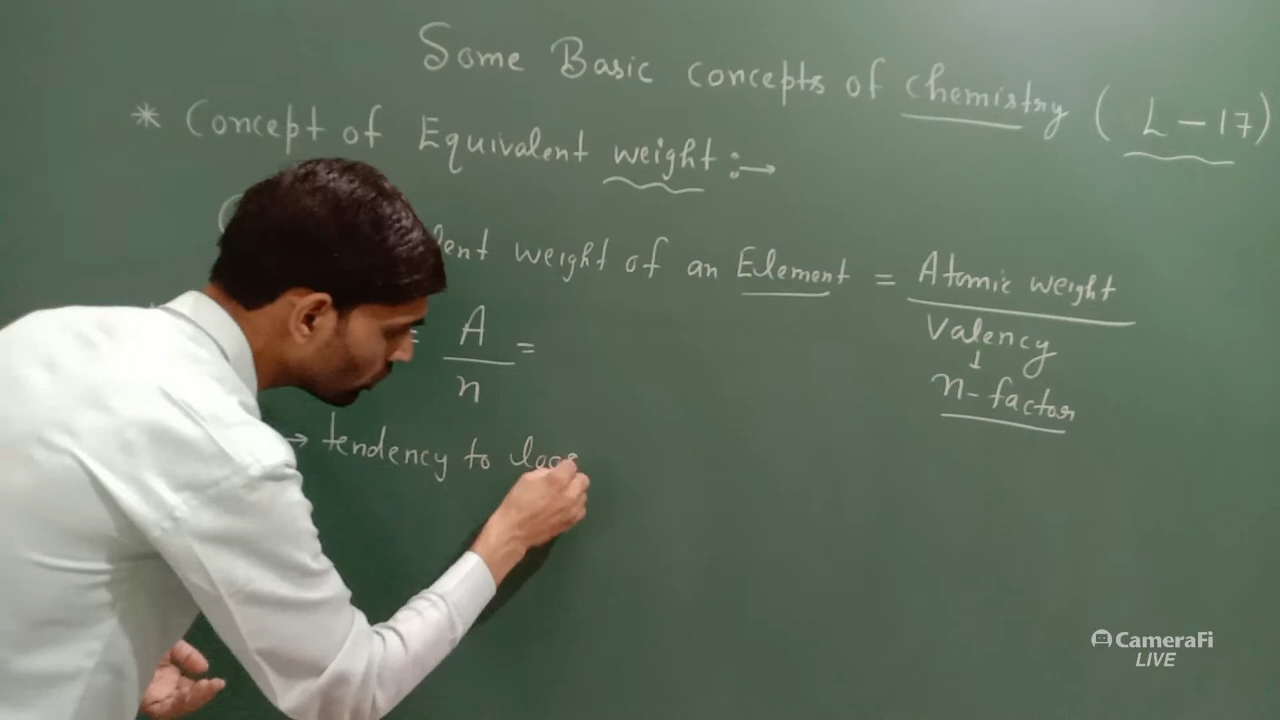 Some Basic concepts of chemistry ( L - 17)
* Concept of Equivalent weight :→
lent weight of an Element = Atomic weight
Valency
↓
n-factor
= A / n =
→ tendency to
CameraFi
LIVE